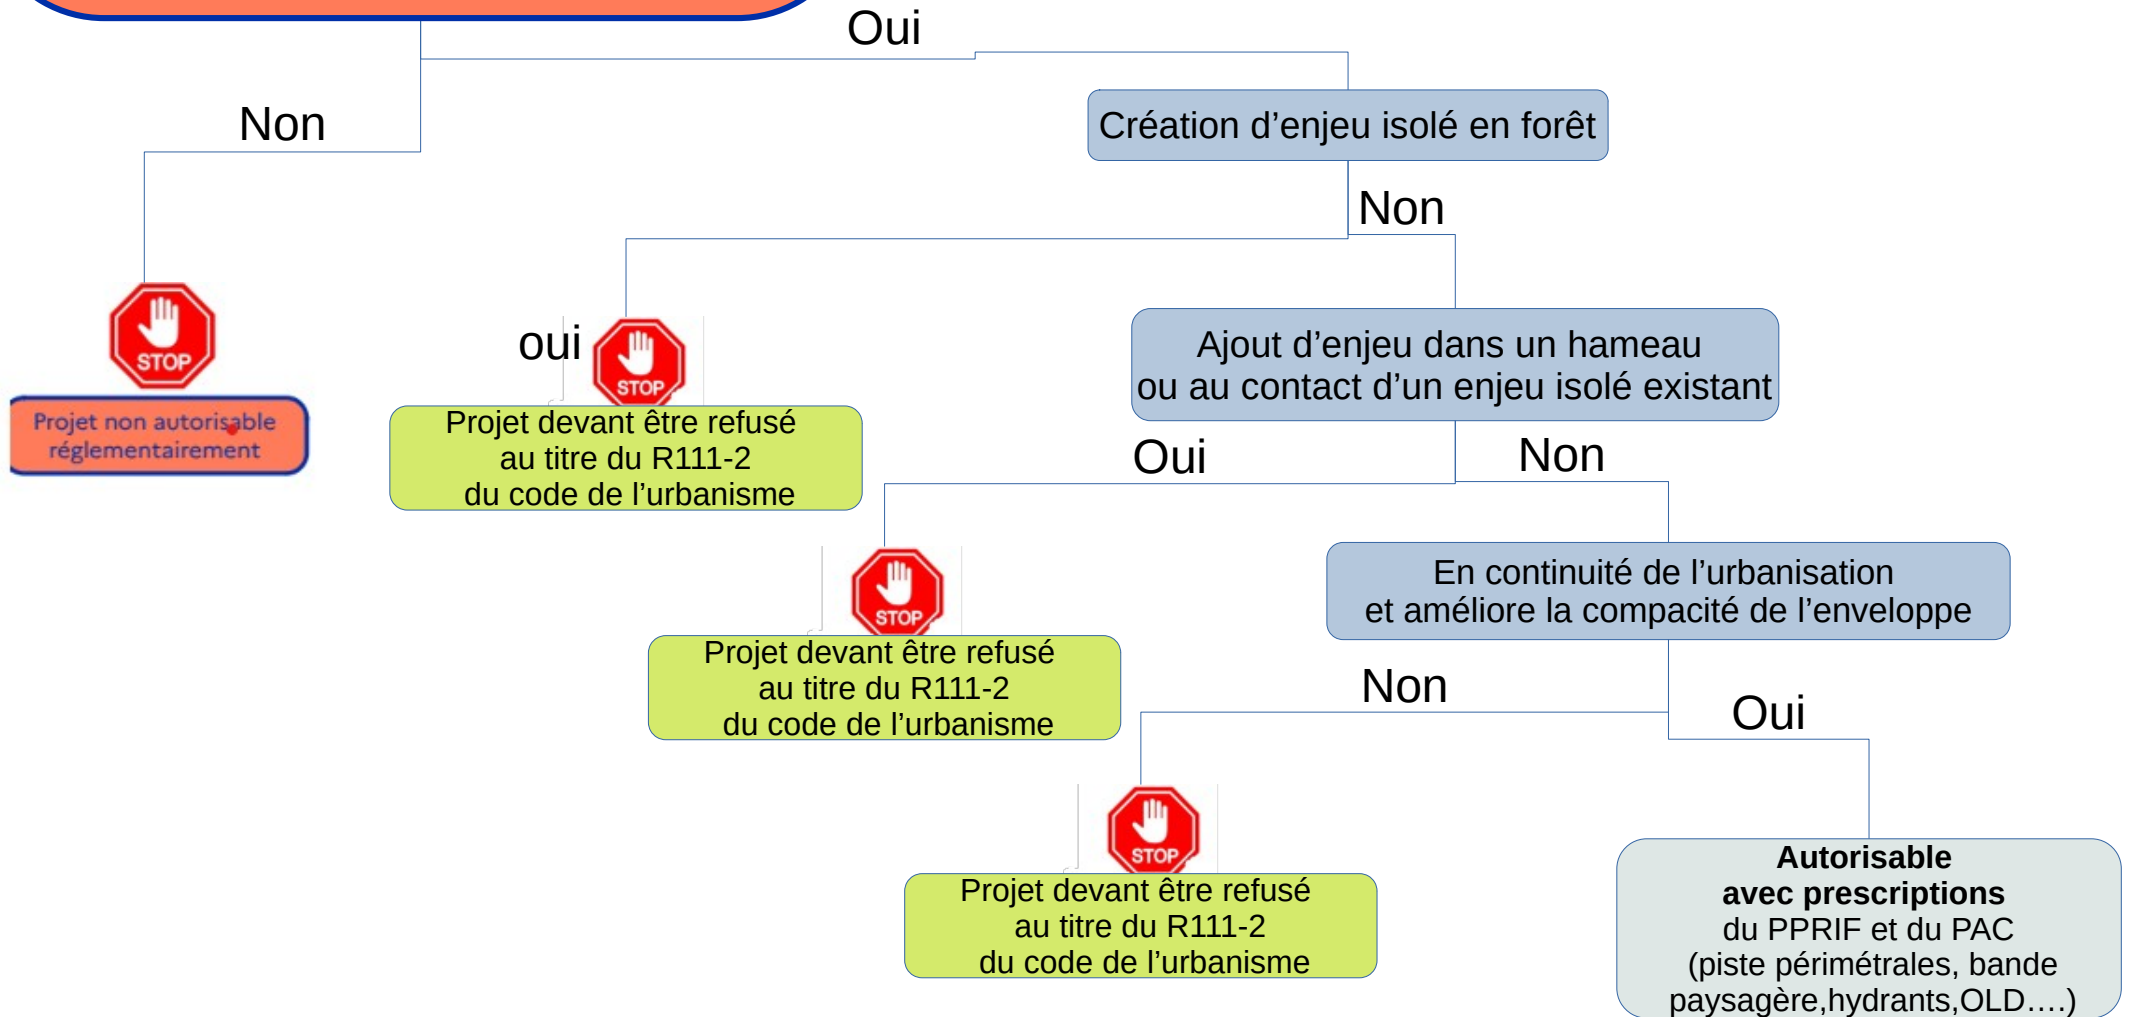 Oui
Non
Création d’enjeu isolé en forêt
Non
oui
STOP
STOP
Projet non autorisable
réglementairement
Projet devant être refusé
au titre du R111-2
du code de l’urbanisme
Ajout d’enjeu dans un hameau
ou au contact d’un enjeu isolé existant
Oui
Non
STOP
Projet devant être refusé
au titre du R111-2
du code de l’urbanisme
En continuité de l’urbanisation
et améliore la compacité de l’enveloppe
Non
Oui
STOP
Projet devant être refusé
au titre du R111-2
du code de l’urbanisme
Autorisable
avec prescriptions
du PPRIF et du PAC
(piste périmétrales, bande
paysagère,hydrants,OLD….)